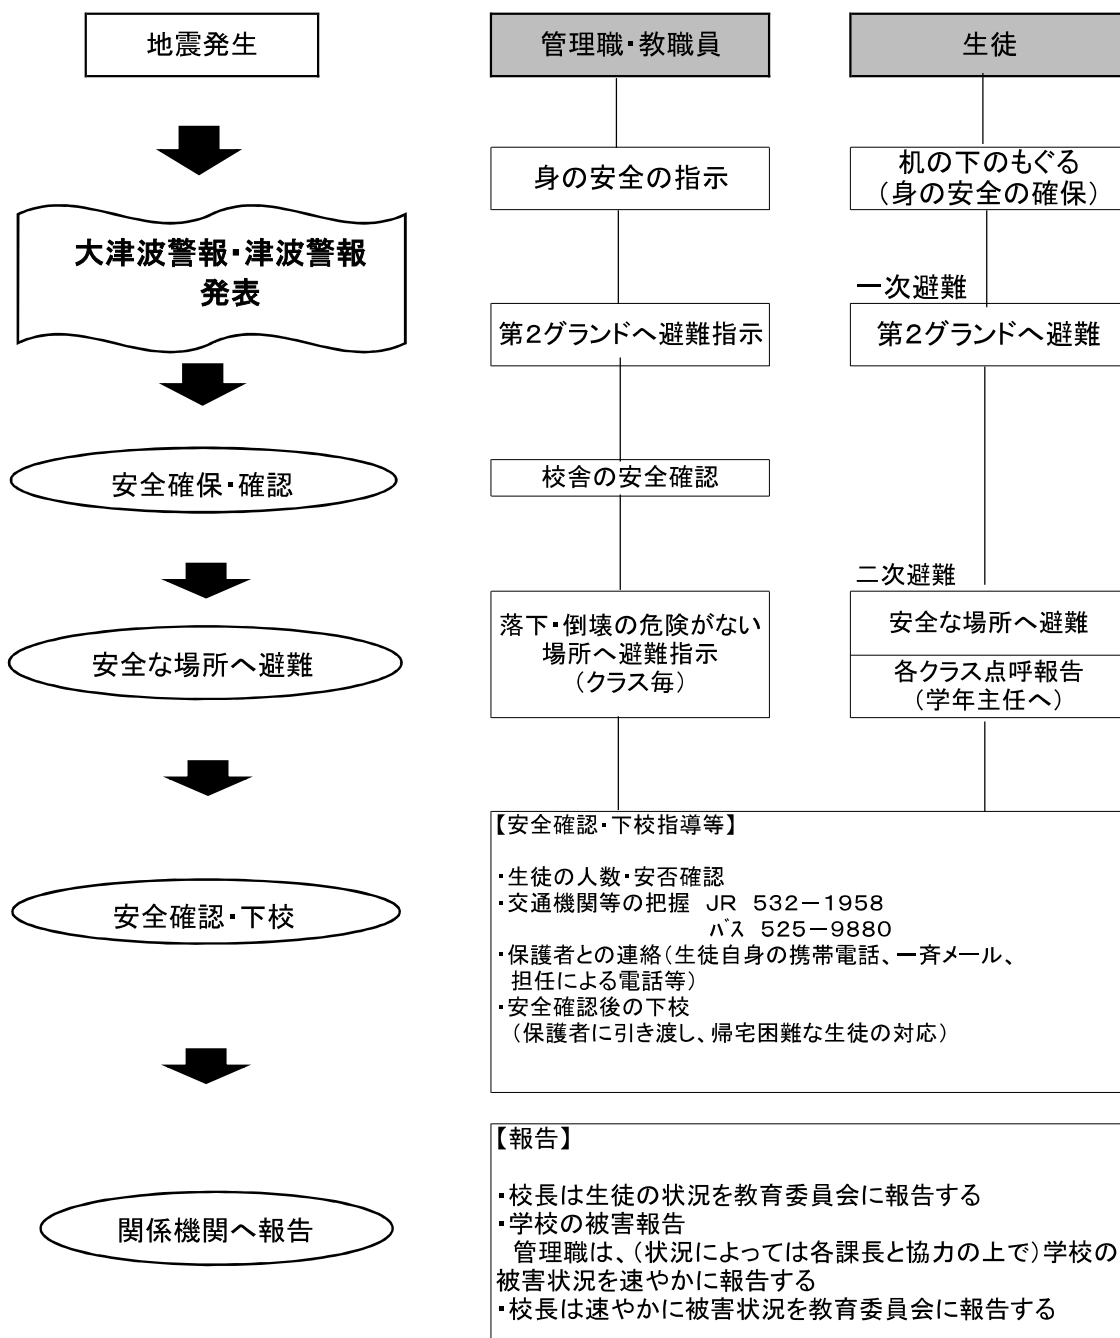 地震発生
管理職・教職員
生徒
身の安全の指示
机の下のもぐる
(身の安全の確保)
大津波警報・津波警報
発表
一次避難
第2グランドへ避難指示
第2グランドへ避難
安全確保・確認
校舎の安全確認
二次避難
安全な場所へ避難
落下・倒壊の危険がない
場所へ避難指示
(クラス毎)
安全な場所へ避難
各クラス点呼報告
(学年主任へ)
安全確認・下校
【安全確認・下校指導等】
・生徒の人数・安否確認
・交通機関等の把握 JR 532-1958
バス 525-9880
・保護者との連絡(生徒自身の携帯電話、一斉メール、
担任による電話等)
・安全確認後の下校
(保護者に引き渡し、帰宅困難な生徒の対応)
関係機関へ報告
【報告】
・校長は生徒の状況を教育委員会に報告する
・学校の被害報告
管理職は、(状況によっては各課長と協力の上で)学校の
被害状況を速やかに報告する
・校長は速やかに被害状況を教育委員会に報告する